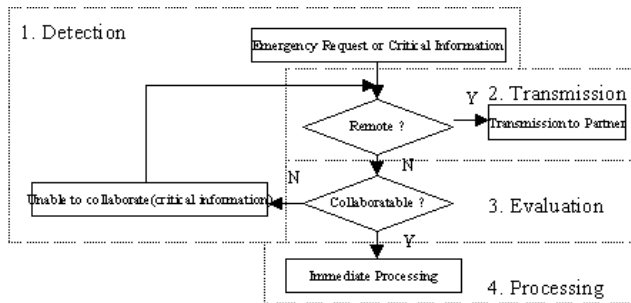 1. Detection
Emergency Request or Critical Information
Y
2. Transmission
Remote ?
Transmission to Partner
N
N
Unable to collaborate(critical information)
Collaboratable ?
3. Evaluation
Y
Immediate Processing
4. Processing